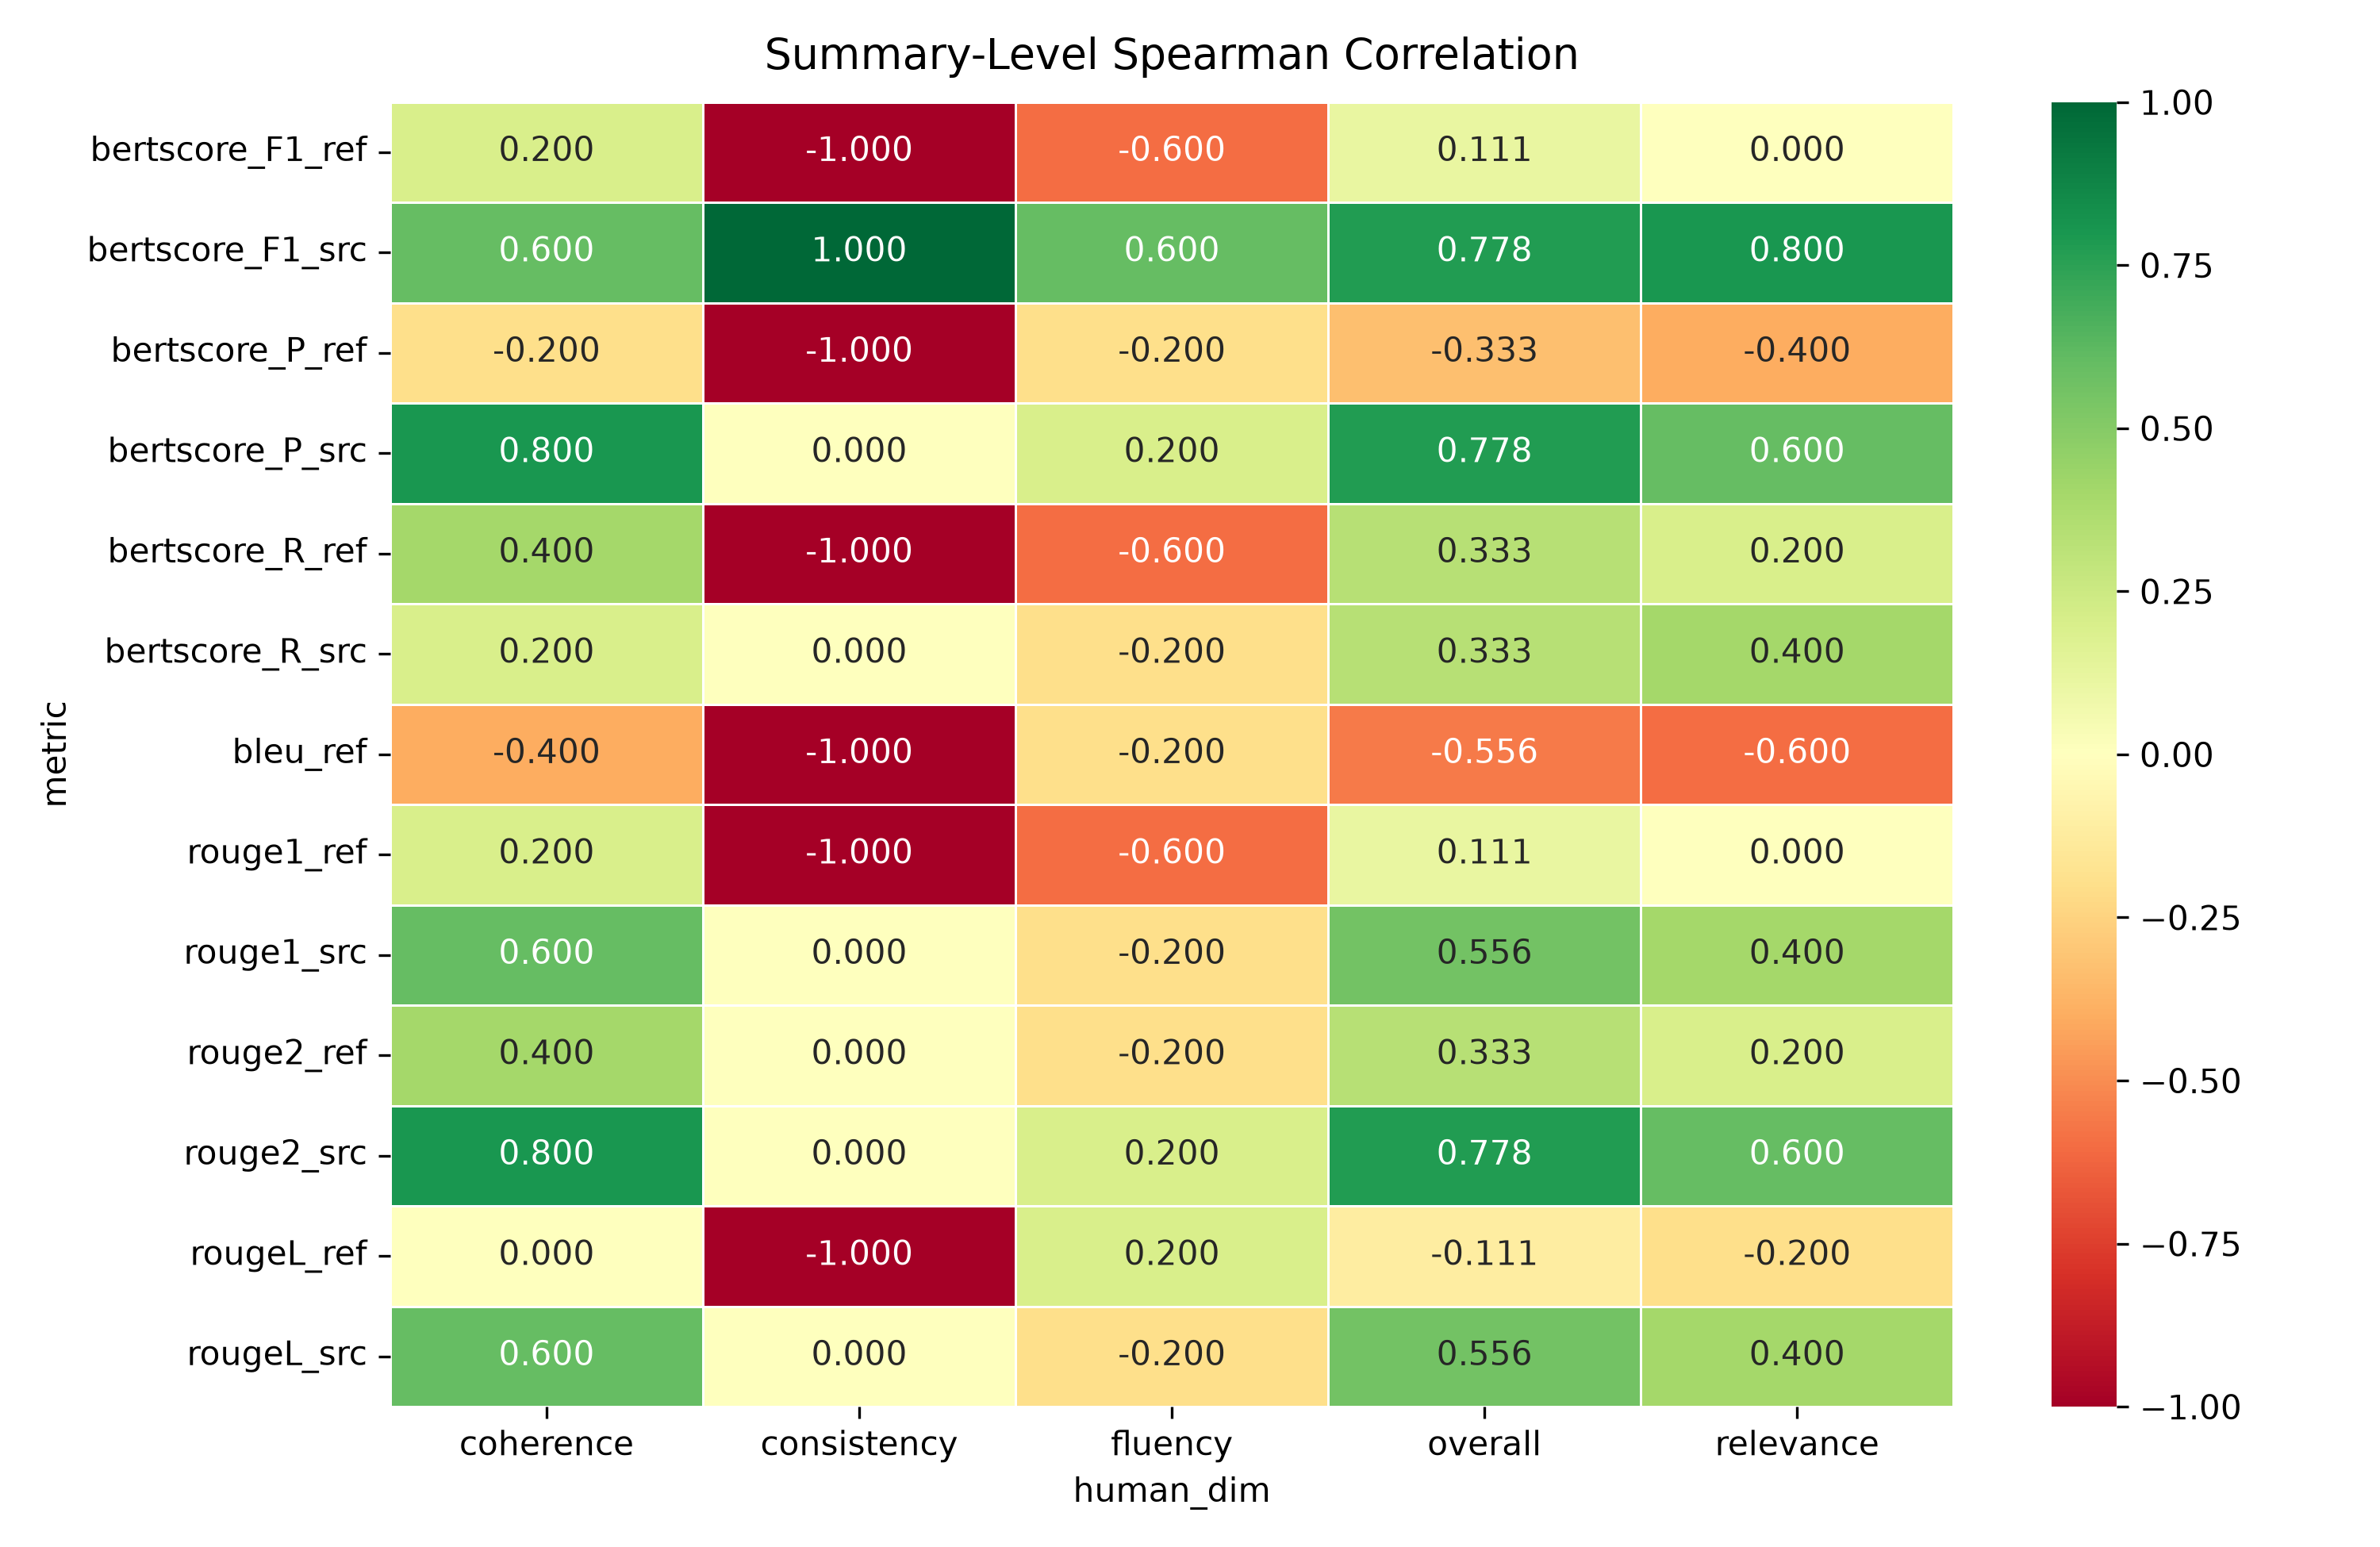 Summary-Level Spearman Correlation
bertscore_F1_ref 0.200 -1.000 -0.600 0.111 0.000
bertscore_F1_src 0.600 1.000 0.600 0.778 0.800
bertscore_P_ref -0.200 -1.000 -0.200 -0.333 -0.400
bertscore_P_src 0.800 0.000 0.200 0.778 0.600
bertscore_R_ref 0.400 -1.000 -0.600 0.333 0.200
bertscore_R_src 0.200 0.000 -0.200 0.333 0.400
bleu_ref -0.400 -1.000 -0.200 -0.556 -0.600
rouge1_ref 0.200 -1.000 -0.600 0.111 0.000
rouge1_src 0.600 0.000 -0.200 0.556 0.400
rouge2_ref 0.400 0.000 -0.200 0.333 0.200
rouge2_src 0.800 0.000 0.200 0.778 0.600
rougeL_ref 0.000 -1.000 0.200 -0.111 -0.200
rougeL_src 0.600 0.000 -0.200 0.556 0.400
coherence consistency fluency overall relevance
human_dim
metric
1.00
0.75
0.50
0.25
0.00
−0.25
−0.50
−0.75
−1.00